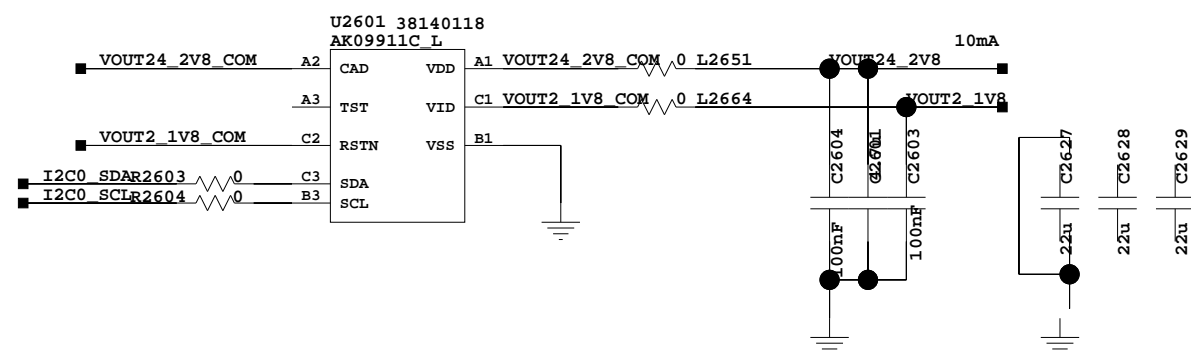 U2601 38140118
AK09911C_L
10mA
VOUT24_2V8_COM A2 CAD VDD A1 VOUT24_2V8_COM 0 L2651 VOUT24_2V8
A3 TST VID C1 VOUT2_1V8_COM 0 L2664 VOUT2_1V8
VOUT2_1V8_COM C2 RSTN VSS B1
I2C0_SDA R2603 0 C3 SDA
I2C0_SCL R2604 0 B3 SCL
C2604
C2603
100nF
100nF
C2627
C2628
C2629
22u
22u
22u